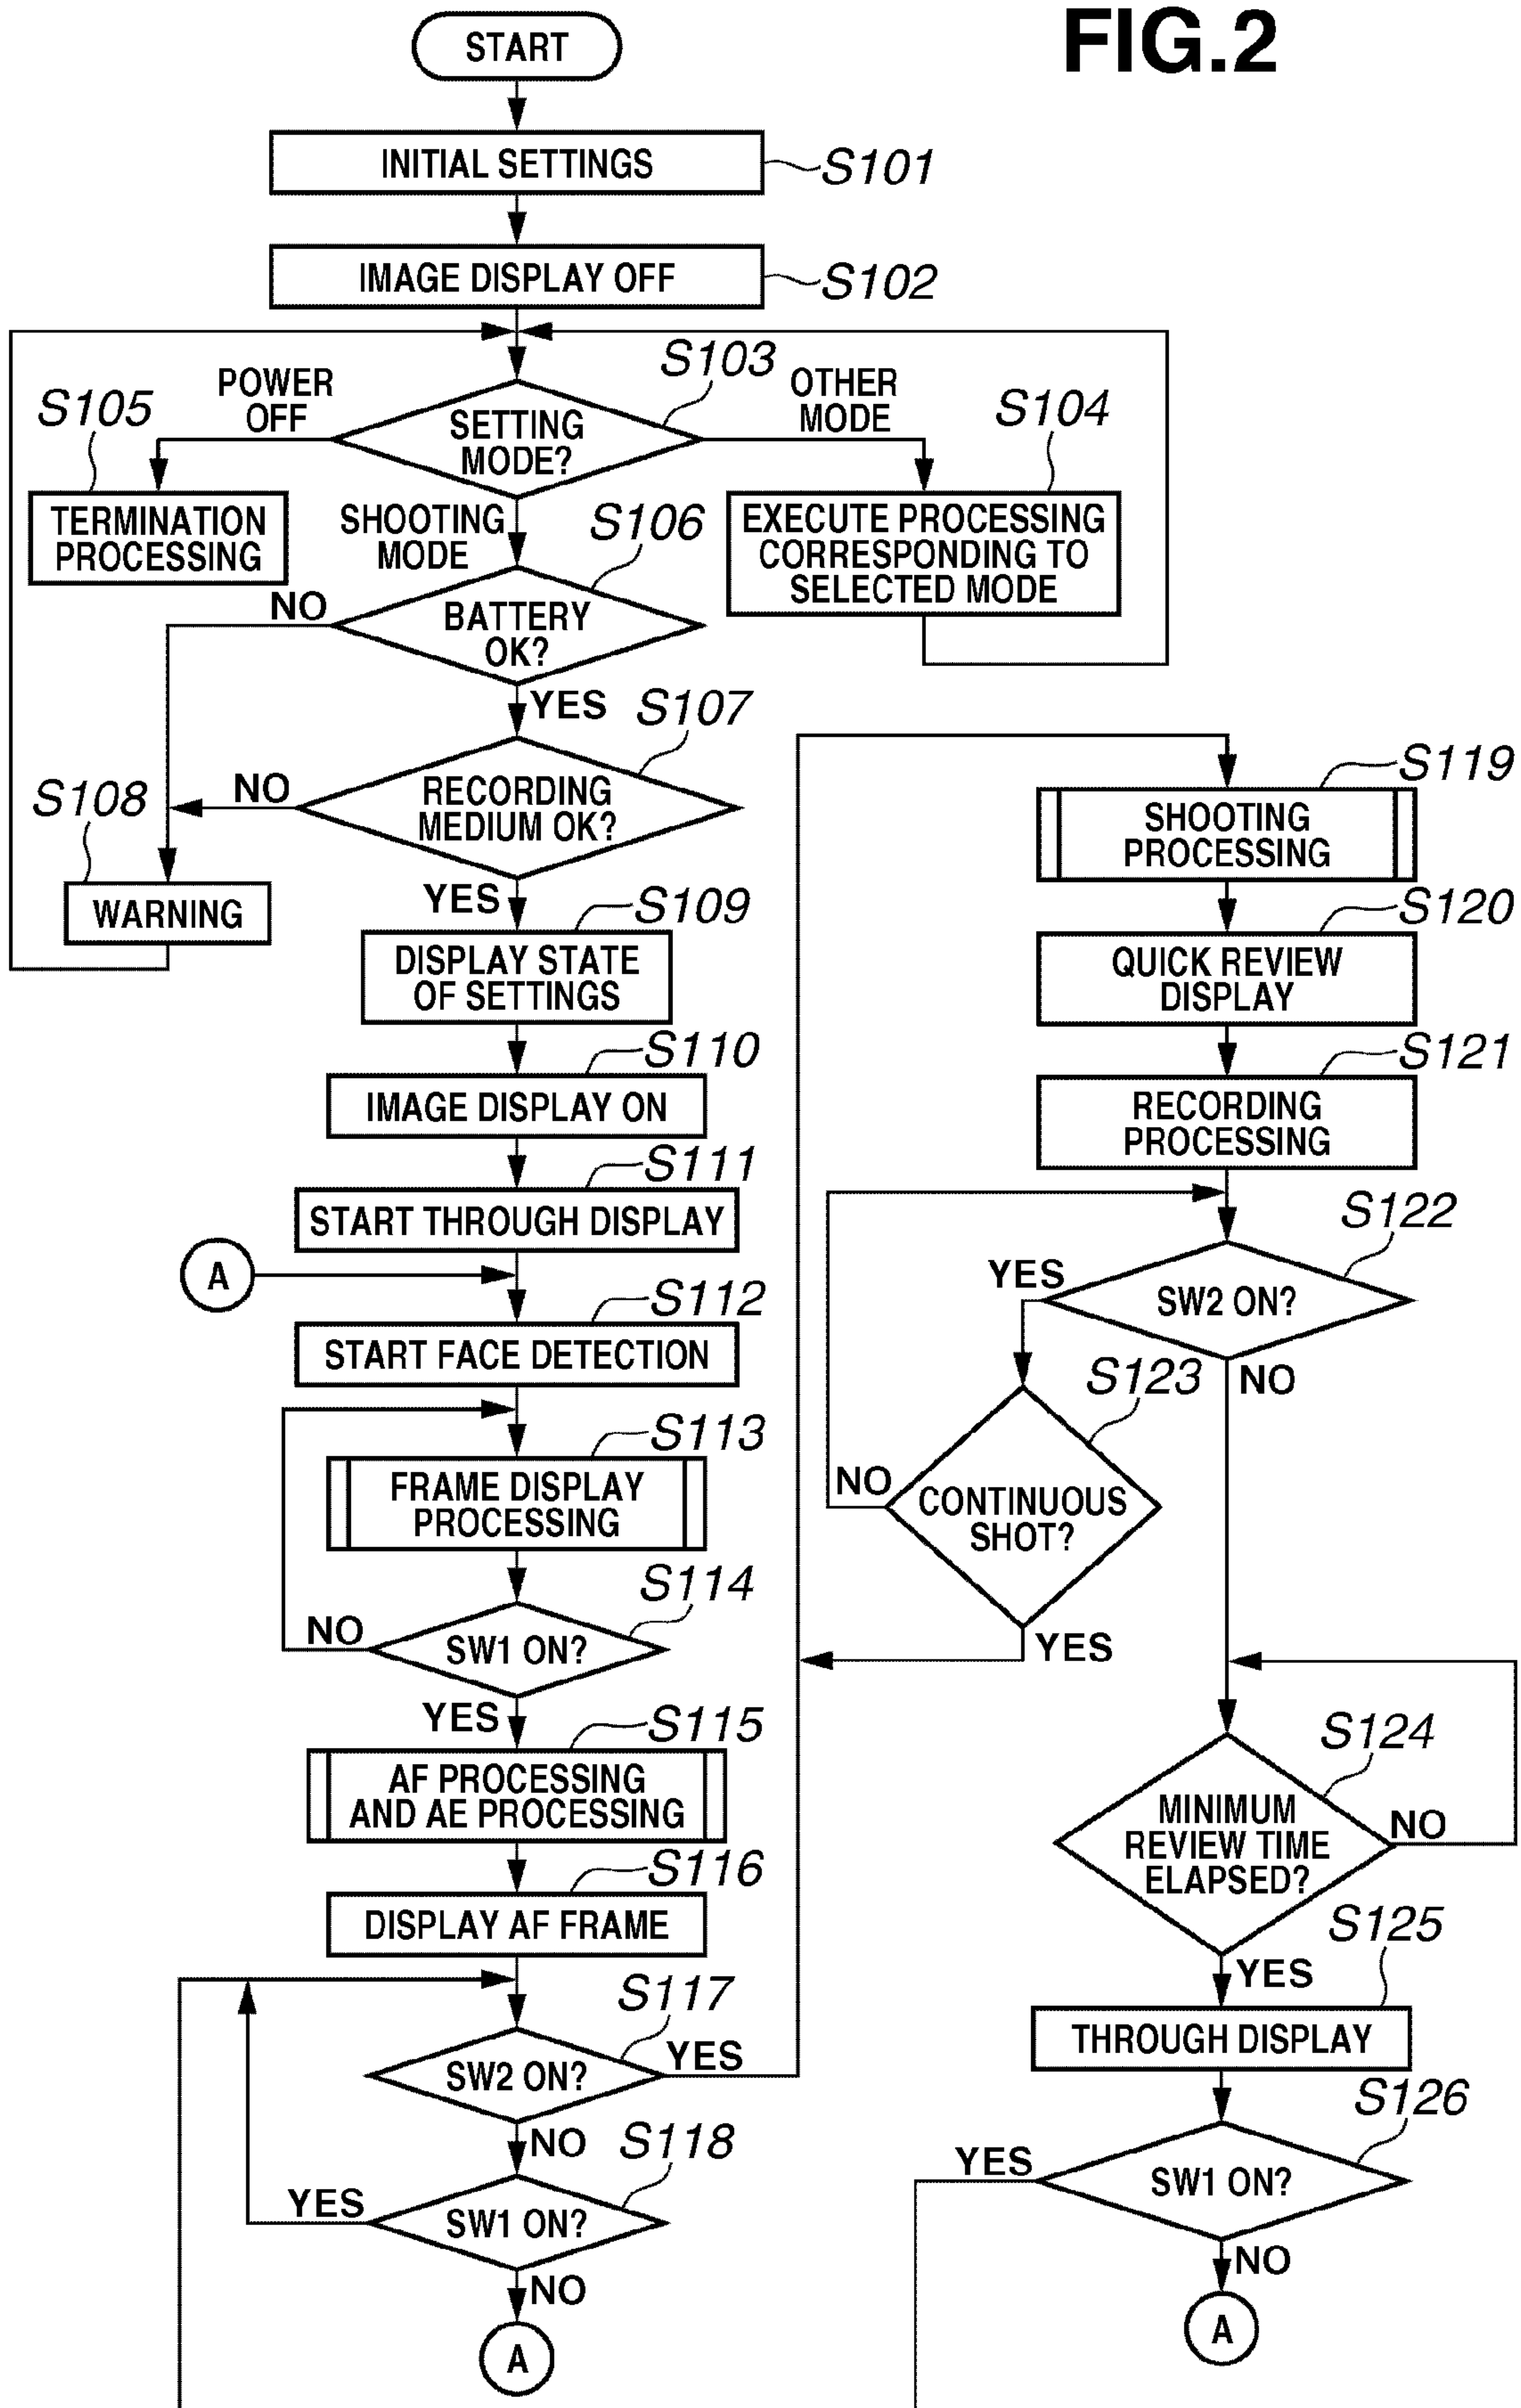 FIG.2
START
INITIAL SETTINGS
S101
IMAGE DISPLAY OFF
S102
S103
SETTING
MODE?
POWER
OFF
OTHER
MODE
S105
TERMINATION
PROCESSING
S104
EXECUTE PROCESSING
CORRESPONDING TO
SELECTED MODE
SHOOTING
MODE
S106
BATTERY
OK?
NO
YES
S107
RECORDING
MEDIUM OK?
NO
S108
WARNING
YES
S109
DISPLAY STATE
OF SETTINGS
S110
IMAGE DISPLAY ON
S111
START THROUGH DISPLAY
A
S112
START FACE DETECTION
S113
FRAME DISPLAY
PROCESSING
S114
SW1 ON?
NO
YES
S115
AF PROCESSING
AND AE PROCESSING
S116
DISPLAY AF FRAME
S117
SW2 ON?
YES
NO
S118
SW1 ON?
YES
NO
A
S119
SHOOTING
PROCESSING
S120
QUICK REVIEW
DISPLAY
S121
RECORDING
PROCESSING
S122
SW2 ON?
YES
NO
S123
CONTINUOUS
SHOT?
NO
YES
S124
MINIMUM
REVIEW TIME
ELAPSED?
NO
YES
S125
THROUGH DISPLAY
S126
SW1 ON?
YES
NO
A